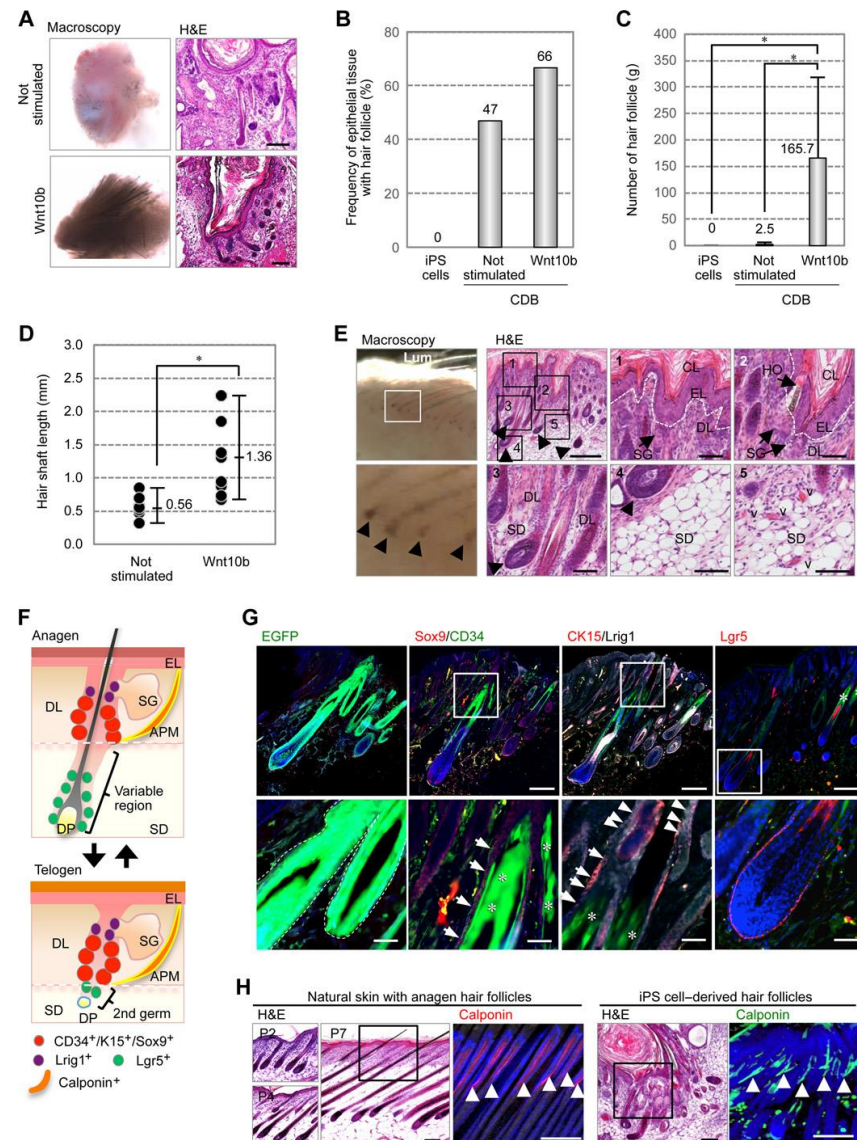 A
Macroscopy
H&E
Not
stimulated
Wnt10b
B
Frequency of epithelial tissue
with hair follicle (%)
80
60
40
20
0
0
47
66
iPS
cells
Not
stimulated
Wnt10b
CDB
C
Number of hair follicle (g)
400
350
300
250
200
150
100
50
0
*
*
0
2.5
165.7
iPS
cells
Not
stimulated
Wnt10b
CDB
D
Hair shaft length (mm)
3.0
2.5
2.0
1.5
1.0
0.5
0.0
*
0.56
1.36
Not
stimulated
Wnt10b
E
Macroscopy
H&E
Lum
1
2
3
4
5
1
CL
EL
DL
SG
2
HO
CL
EL
SG
DL
3
DL
SD
DL
4
SD
5
v
v
v
SD
v
F
Anagen
EL
DL
SG
APM
Variable
region
DP
SD
Telogen
EL
DL
SG
APM
SD
DP
2nd germ
CD34+/K15+/Sox9+
Lrig1+
Lgr5+
Calponin+
G
EGFP
Sox9/CD34
CK15/Lrig1
Lgr5
*
*
*
*
*
*
H
Natural skin with anagen hair follicles
iPS cell–derived hair follicles
H&E
Calponin
H&E
Calponin
P2
P7
P4